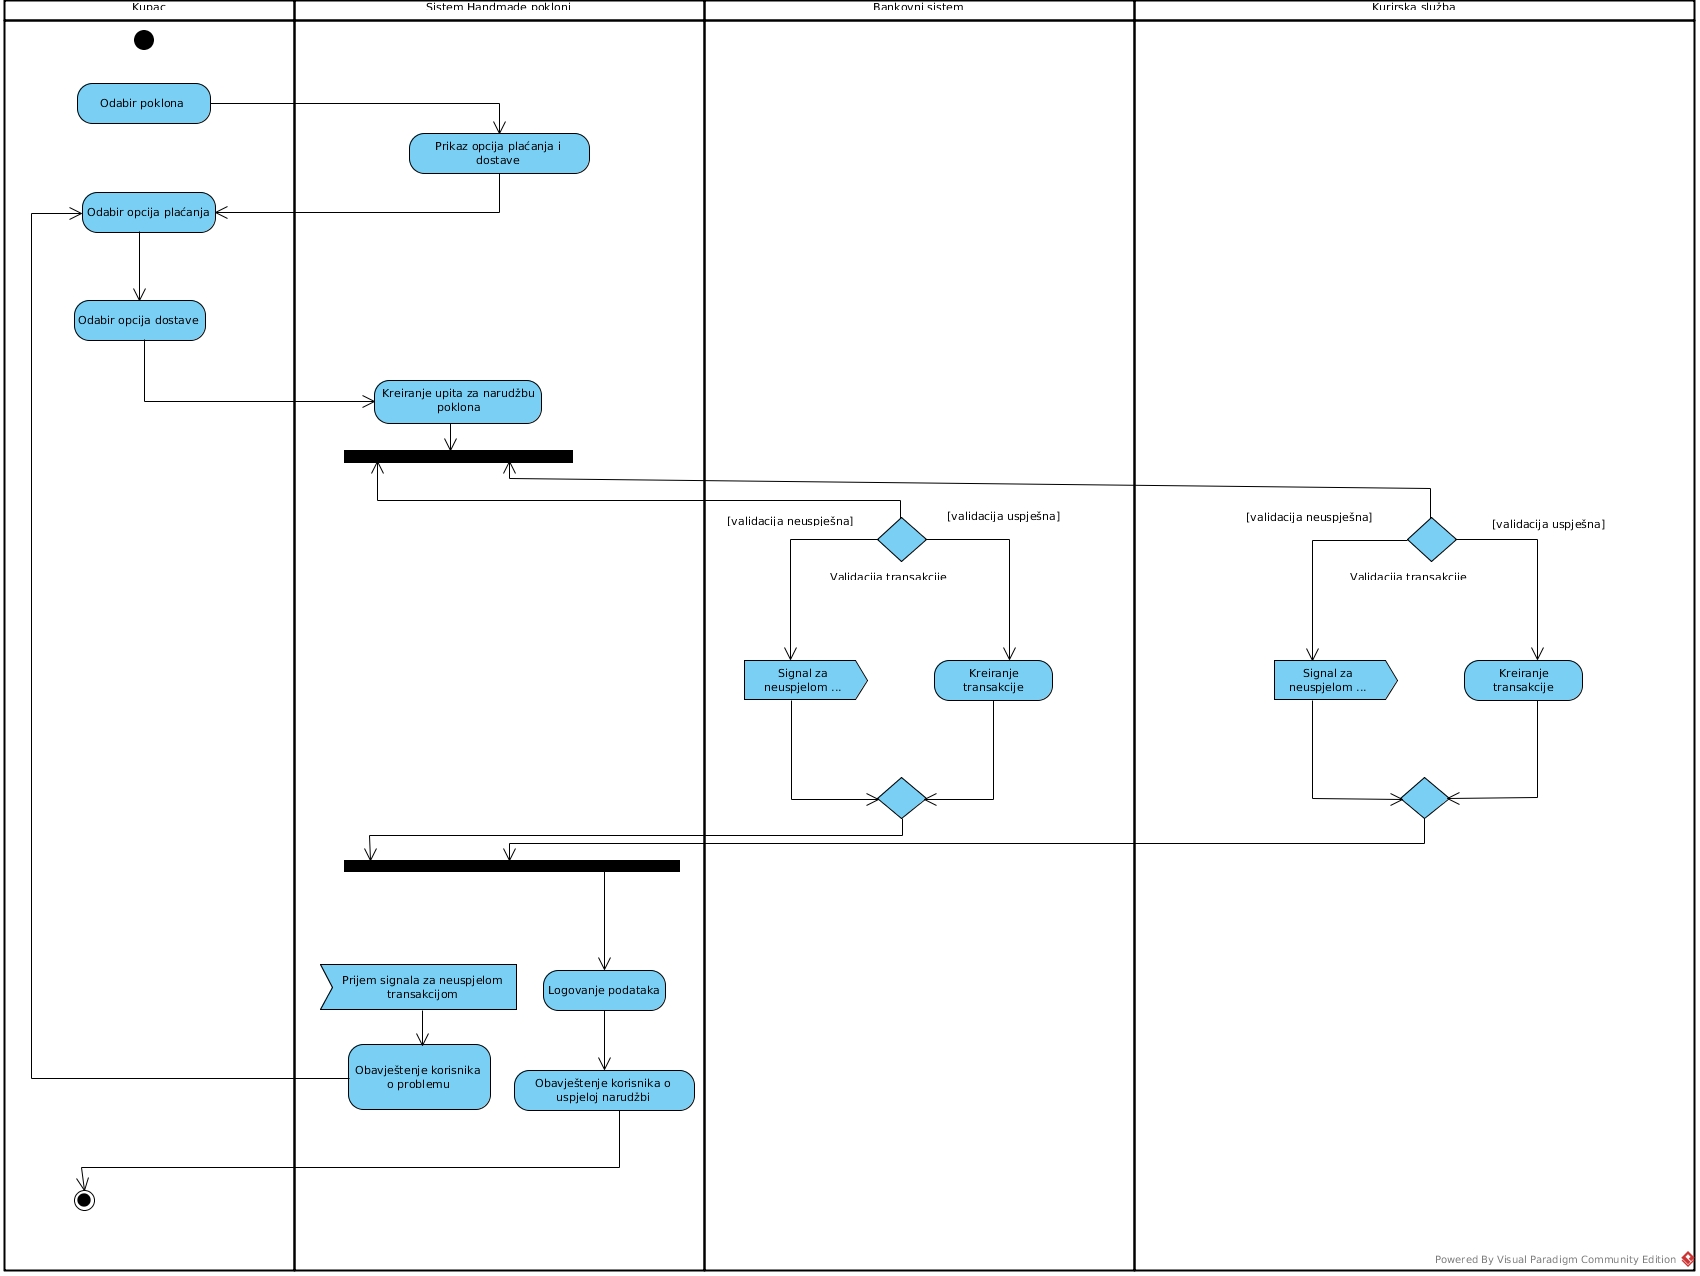 Kupac
Sistem Handmade pokloni
Bankovni sistem
Kurirska služba
Odabir poklona
Prikaz opcija plaćanja i
dostave
Odabir opcija plaćanja
Odabir opcija dostave
Kreiranje upita za narudžbu
poklona
[validacija neuspješna]
[validacija uspješna]
Validacija transakcije
[validacija neuspješna]
[validacija uspješna]
Validacija transakcije
Signal za
neuspjelom ...
Kreiranje
transakcije
Signal za
neuspjelom ...
Kreiranje
transakcije
Prijem signala za neuspjelom
transakcijom
Logovanje podataka
Obavještenje korisnika
o problemu
Obavještenje korisnika o
uspjeloj narudžbi
Powered By Visual Paradigm Community Edition